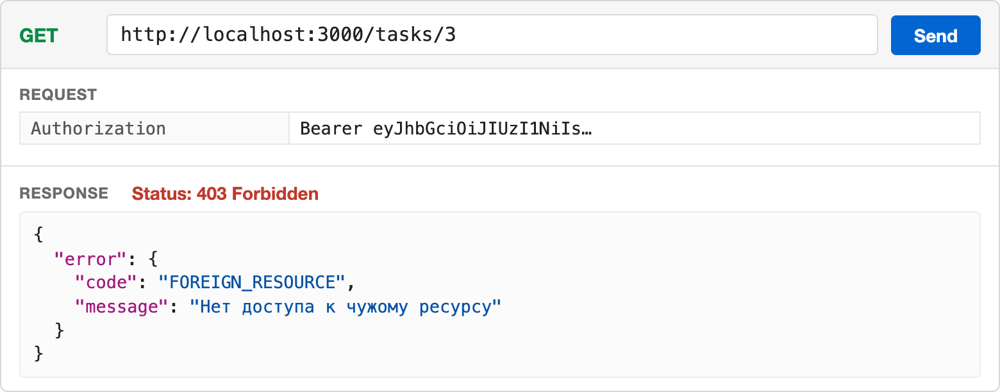 GET http://localhost:3000/tasks/3 Send
REQUEST
Authorization Bearer eyJhbGciOiJIUzI1NiIs…
RESPONSE Status: 403 Forbidden
{
  "error": {
    "code": "FOREIGN_RESOURCE",
    "message": "Нет доступа к чужому ресурсу"
  }
}